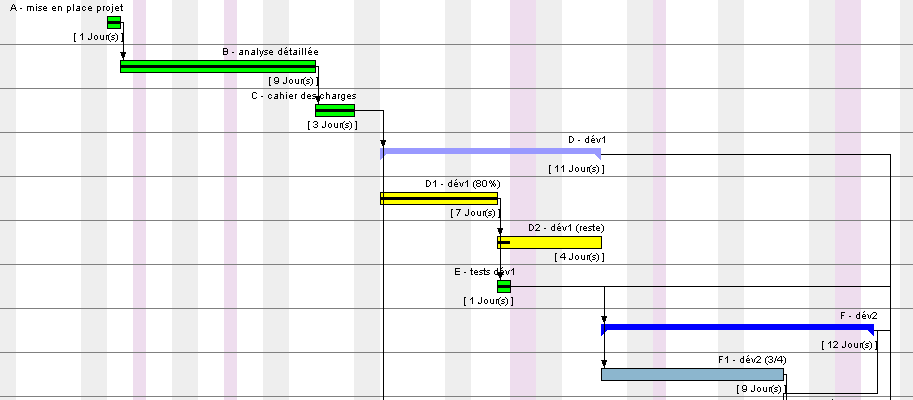 A - mise en place projet
[ 1 Jour(s) ]
B - analyse détaillée
[ 9 Jour(s) ]
C - cahier des charges
[ 3 Jour(s) ]
D - dév1
[ 11 Jour(s) ]
D1 - dév1 (80%)
[ 7 Jour(s) ]
D2 - dév1 (reste)
[ 4 Jour(s) ]
E - tests dév1
[ 1 Jour(s) ]
F - dév2
[ 12 Jour(s) ]
F1 - dév2 (3/4)
[ 9 Jour(s) ]